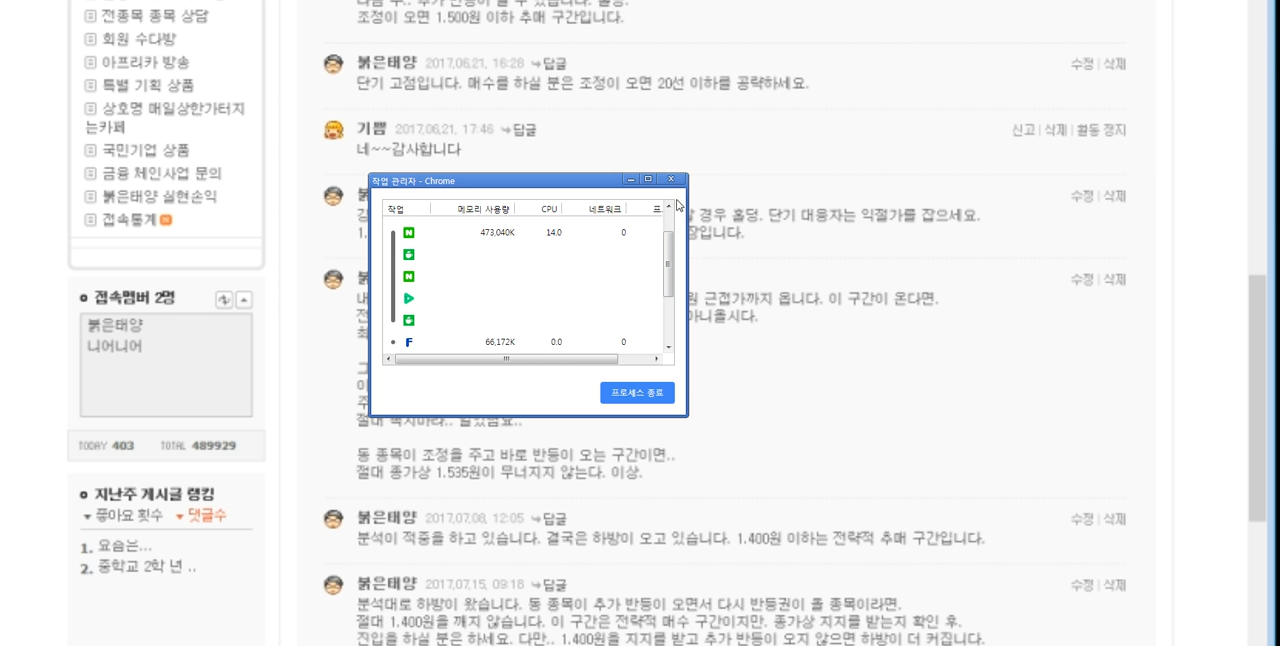 전종목 종목 상담
회원 수다방
아프리카 방송
특별 기획 상품
상호명 매일상한가터지
는카페
국민기업 상품
금융 체인사업 문의
붉은태양 실현손익
접속통계
접속멤버 2명
붉은태양
니어니어
TODAY 403 TOTAL 489929
지난주 게시글 랭킹
좋아요 횟수 댓글수
1. 요즘은...
2. 중학교 2학 년 ..
조정이 오면 1.500원 이하 추매 구간입니다.
붉은태양 2017.06.21. 16:28 답글 수정 | 삭제
단기 고점입니다. 매수를 하실 분은 조정이 오면 20선 이하를 공략하세요.
기쁨 2017.06.21. 17:46 답글 신고 | 삭제 | 활동 정지
네~~감사합니다
수정 | 삭제
경우 홀딩. 단기 대응자는 익절가를 잡으세요.
장입니다.
수정 | 삭제
원 근접가까지 옵니다. 이 구간이 온다면.
아니올시다.
작업 관리자 - Chrome
작업 메모리 사용량 CPU 네트워크
473,040K 14.0 0
66,172K 0.0 0
프로세스 종료
동 종목이 조정을 주고 바로 반등이 오는 구간이면..
절대 종가상 1.535원이 무너지지 않는다. 이상.
붉은태양 2017.07.08. 12:05 답글 수정 | 삭제
분석이 적중을 하고 있습니다. 결국은 하방이 오고 있습니다. 1.400원 이하는 전략적 추매 구간입니다.
붉은태양 2017.07.15. 09:18 답글 수정 | 삭제
분석대로 하방이 왔습니다. 동 종목이 추가 반등이 오면서 다시 반등권이 올 종목이라면.
절대 1.400원을 깨지 않습니다. 이 구간은 전략적 매수 구간이지만. 종가상 지지를 받는지 확인 후.
진입을 하실 분은 하세요. 다만.. 1.400원을 지지를 받고 추가 반등이 오지 않으면 하방이 더 커집니다.